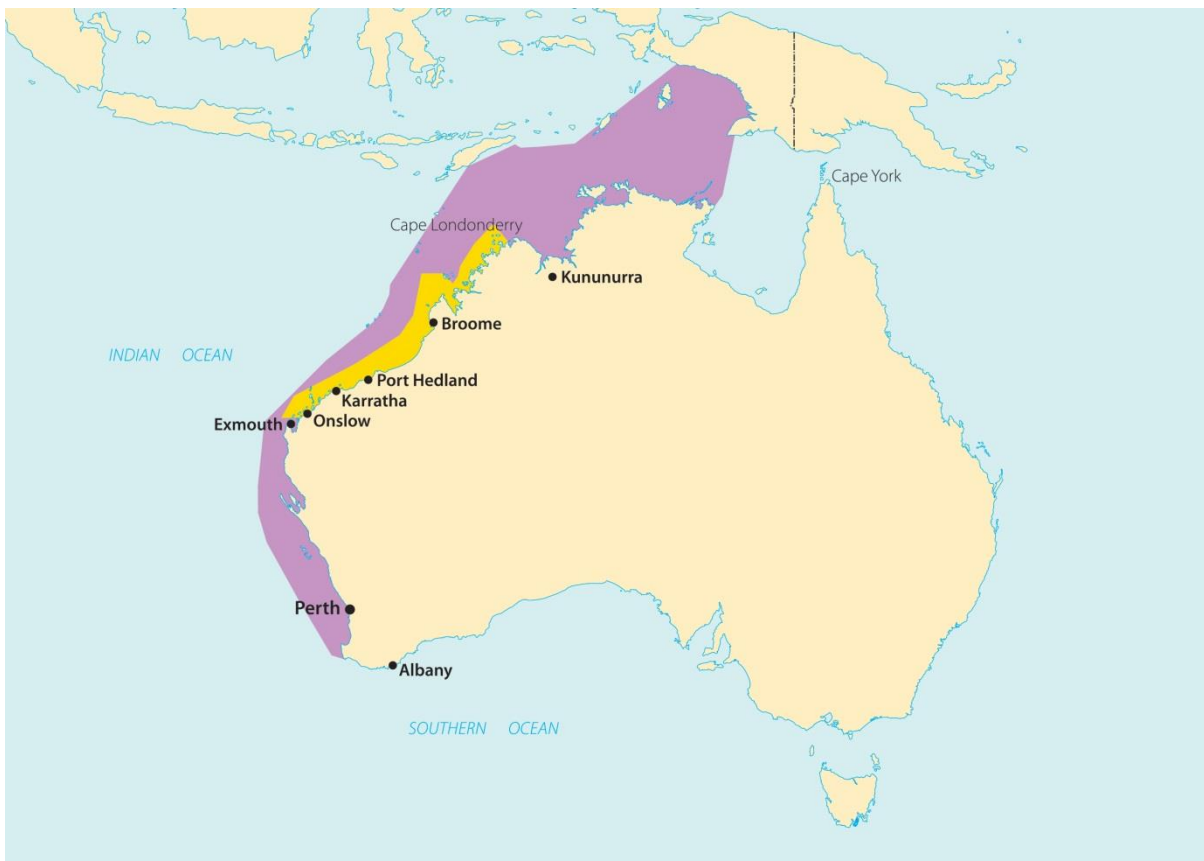 Cape York
Cape Londonderry
Kununurra
Broome
INDIAN OCEAN
Port Hedland
Karratha
Onslow
Exmouth
Perth
Albany
SOUTHERN OCEAN